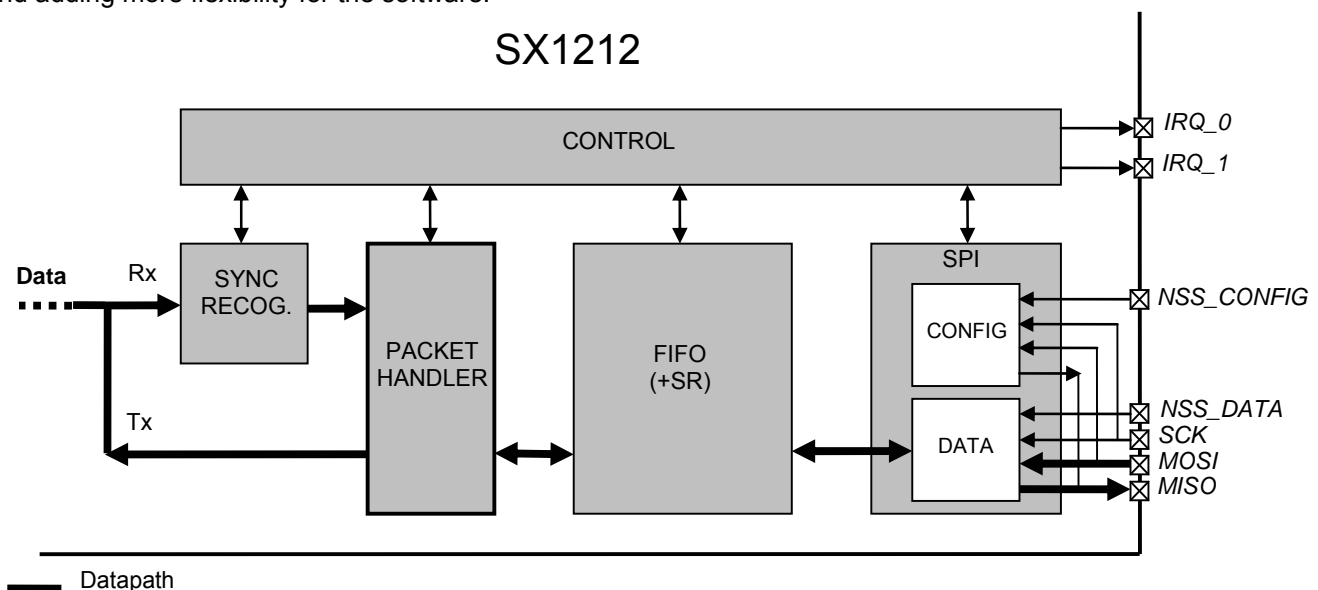 nd adding more flexibility for the software.
SX1212
CONTROL
IRQ_0
IRQ_1
Data
Rx
SYNC
RECOG.
PACKET
HANDLER
FIFO
(+SR)
SPI
CONFIG
NSS_CONFIG
Tx
DATA
NSS_DATA
SCK
MOSI
MISO
Datapath